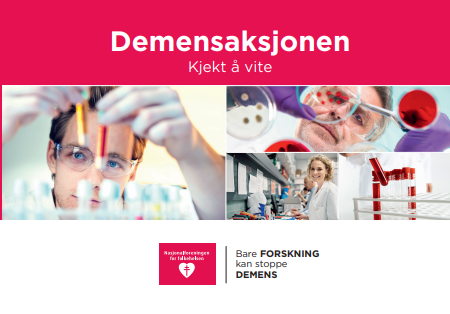 Demensaksjonen
Kjekt å vite
Nasjonalforeningen
for folkehelsen
Bare FORSKNING
kan stoppe
DEMENS